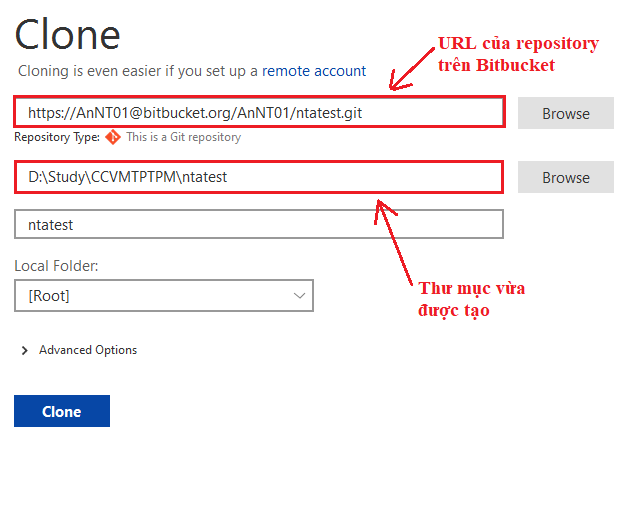 Clone
URL của repository
trên Bitbucket
Cloning is even easier if you set up a remote account
https://AnNT01@bitbucket.org/AnNT01/ntatest.git
Browse
Repository Type: This is a Git repository
D:\Study\CCVMTPTPM\ntatest
Browse
ntatest
Local Folder:
[Root]
Thư mục vừa
được tạo
Advanced Options
Clone